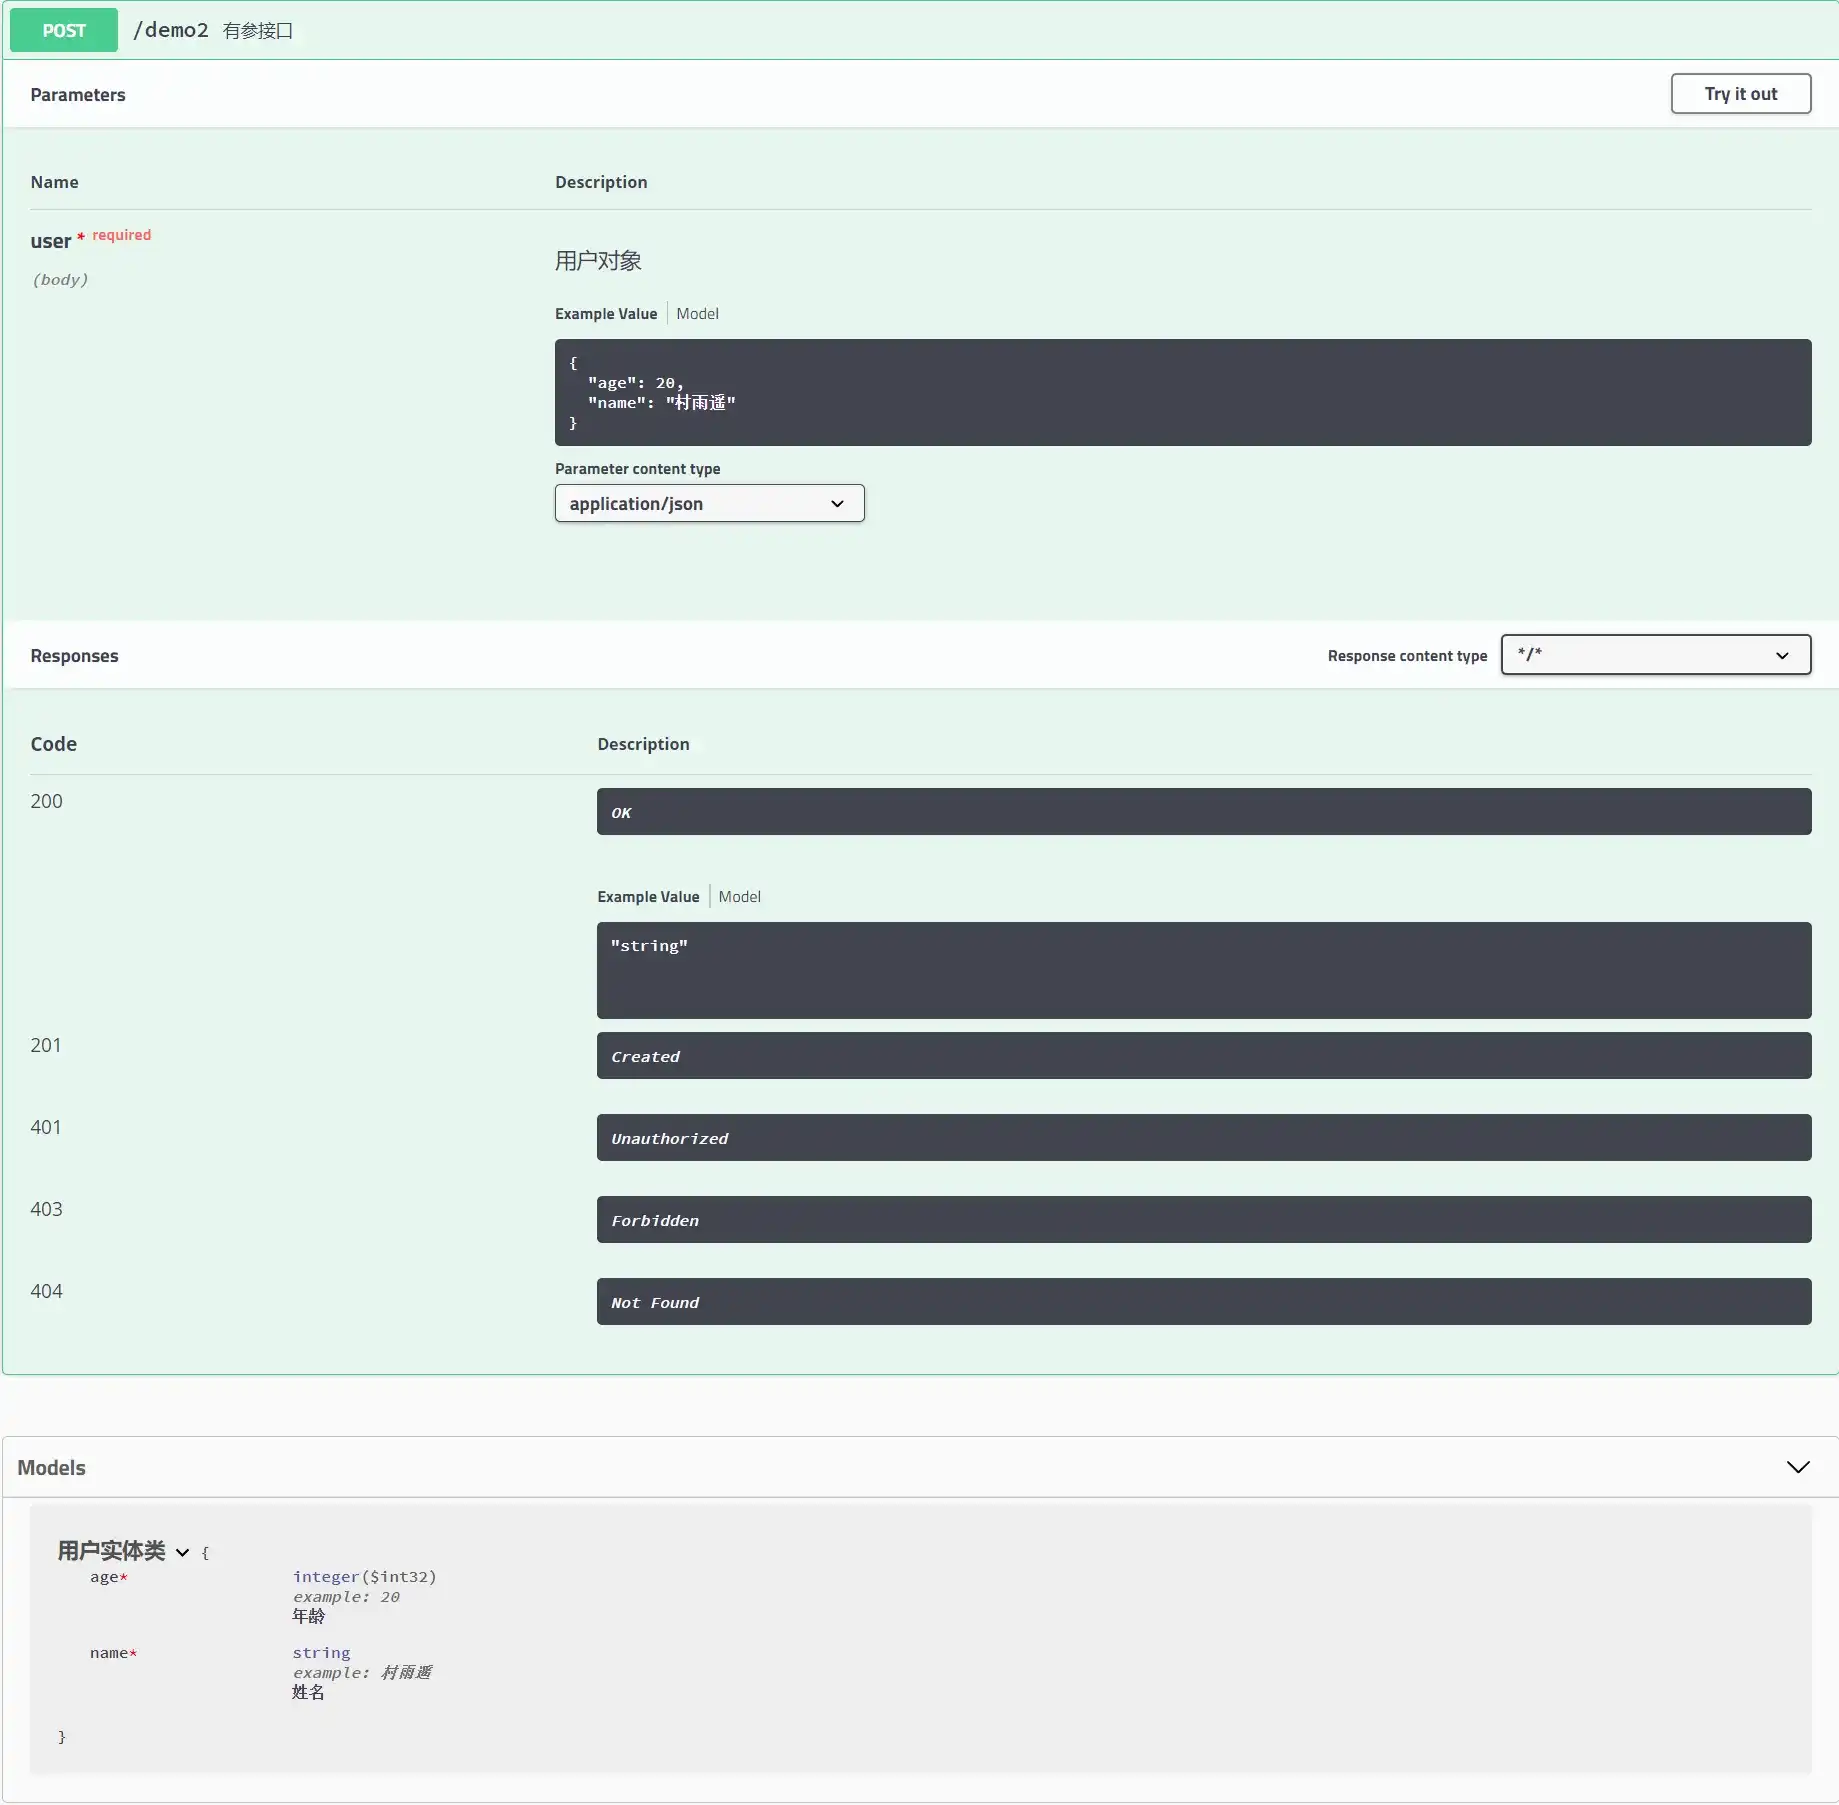 POST /demo2 有参接口
Parameters
Try it out
Name Description
user * required
(body)
用户对象
Example Value Model
{
"age": 20,
"name": "村雨遥"
}
Parameter content type
application/json
Responses
Response content type */*
Code Description
200
OK
Example Value Model
"string"
201 Created
401 Unauthorized
403 Forbidden
404 Not Found
Models
用户实体类 {
age* integer($int32)
example: 20
年龄
name* string
example: 村雨遥
姓名
}